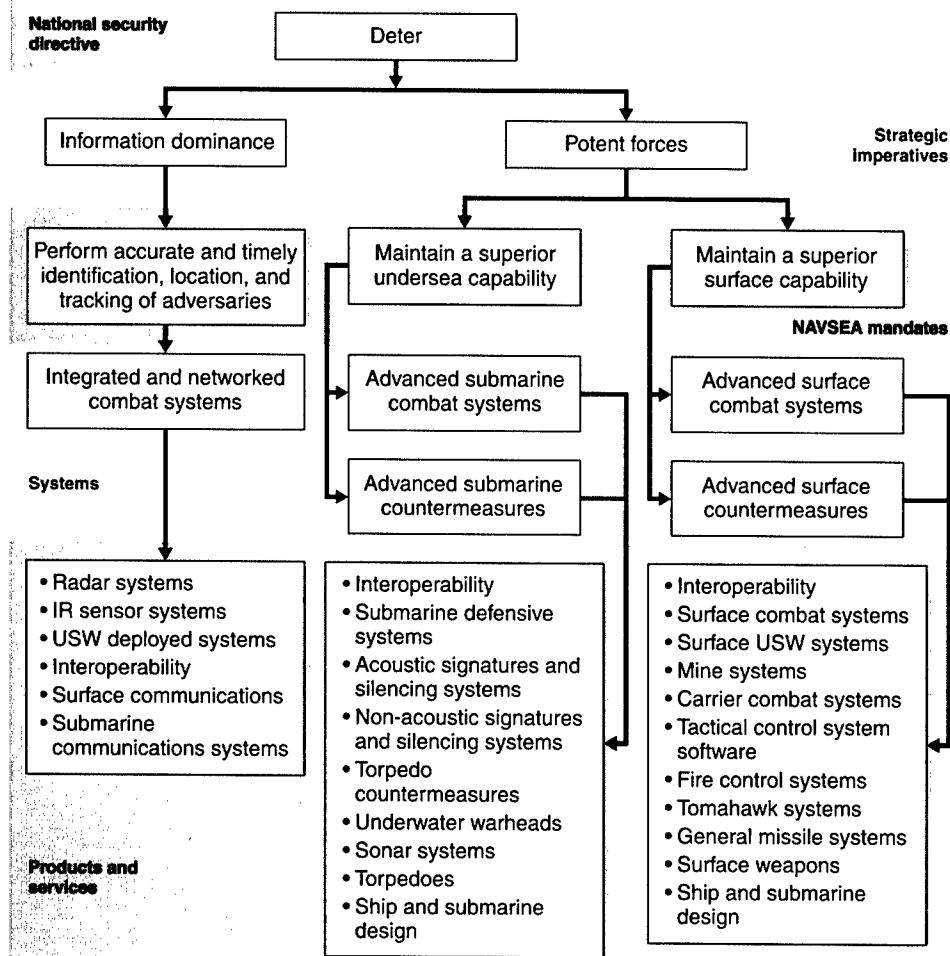 National security
directive
Deter
Information dominance
Potent forces
Strategic
imperatives
Perform accurate and timely
identification, location, and
tracking of adversaries
Maintain a superior
undersea capability
Maintain a superior
surface capability
NAVSEA mandates
Integrated and networked
combat systems
Advanced submarine
combat systems
Advanced surface
combat systems
Systems
Advanced submarine
countermeasures
Advanced surface
countermeasures
• Radar systems
• IR sensor systems
• USW deployed systems
• Interoperability
• Surface communications
• Submarine
communications systems
• Interoperability
• Submarine defensive
systems
• Acoustic signatures and
silencing systems
• Non-acoustic signatures
and silencing systems
• Torpedo
countermeasures
• Underwater warheads
• Sonar systems
• Torpedoes
• Ship and submarine
design
• Interoperability
• Surface combat systems
• Surface USW systems
• Mine systems
• Carrier combat systems
• Tactical control system
software
• Fire control systems
• Tomahawk systems
• General missile systems
• Surface weapons
• Ship and submarine
design
Products and
services